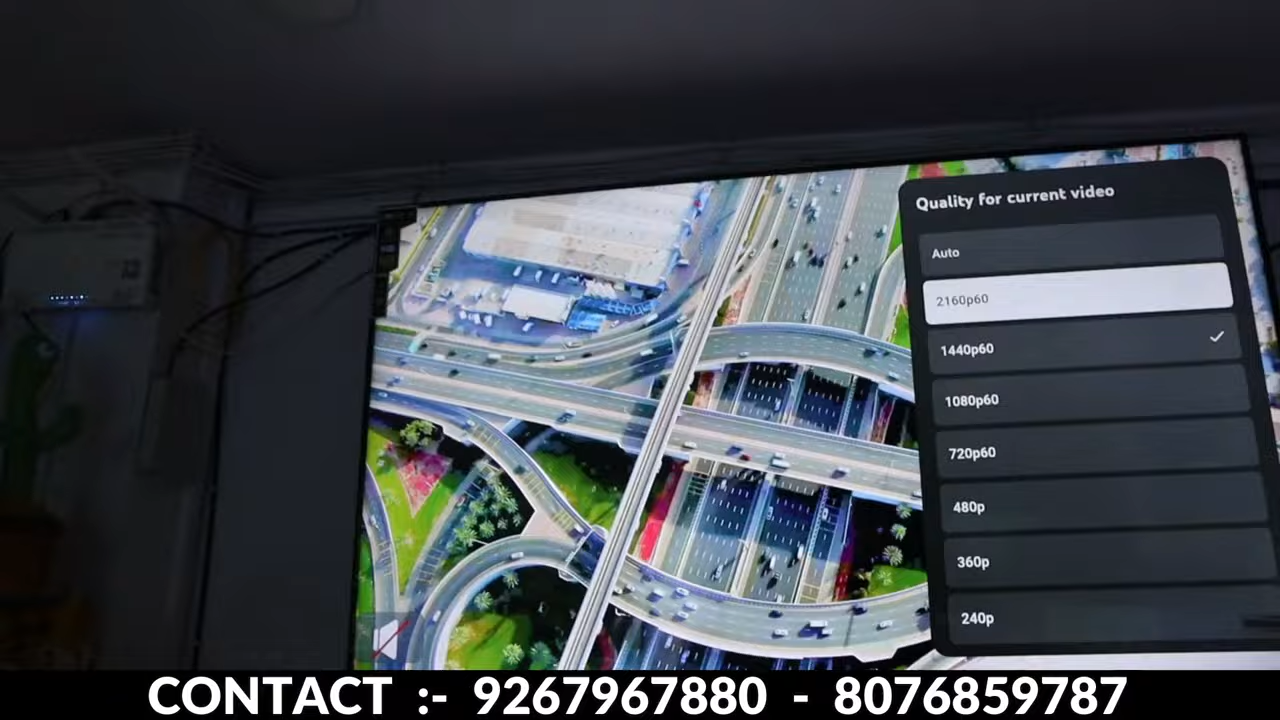 Quality for current video
Auto
2160p60
1440p60
1080p60
720p60
480p
360p
240p
CONTACT :- 9267967880 - 8076859787